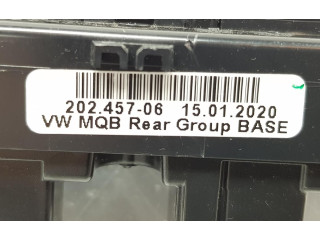 202.457-06 15.01.2020
VW MQB Rear Group BASE